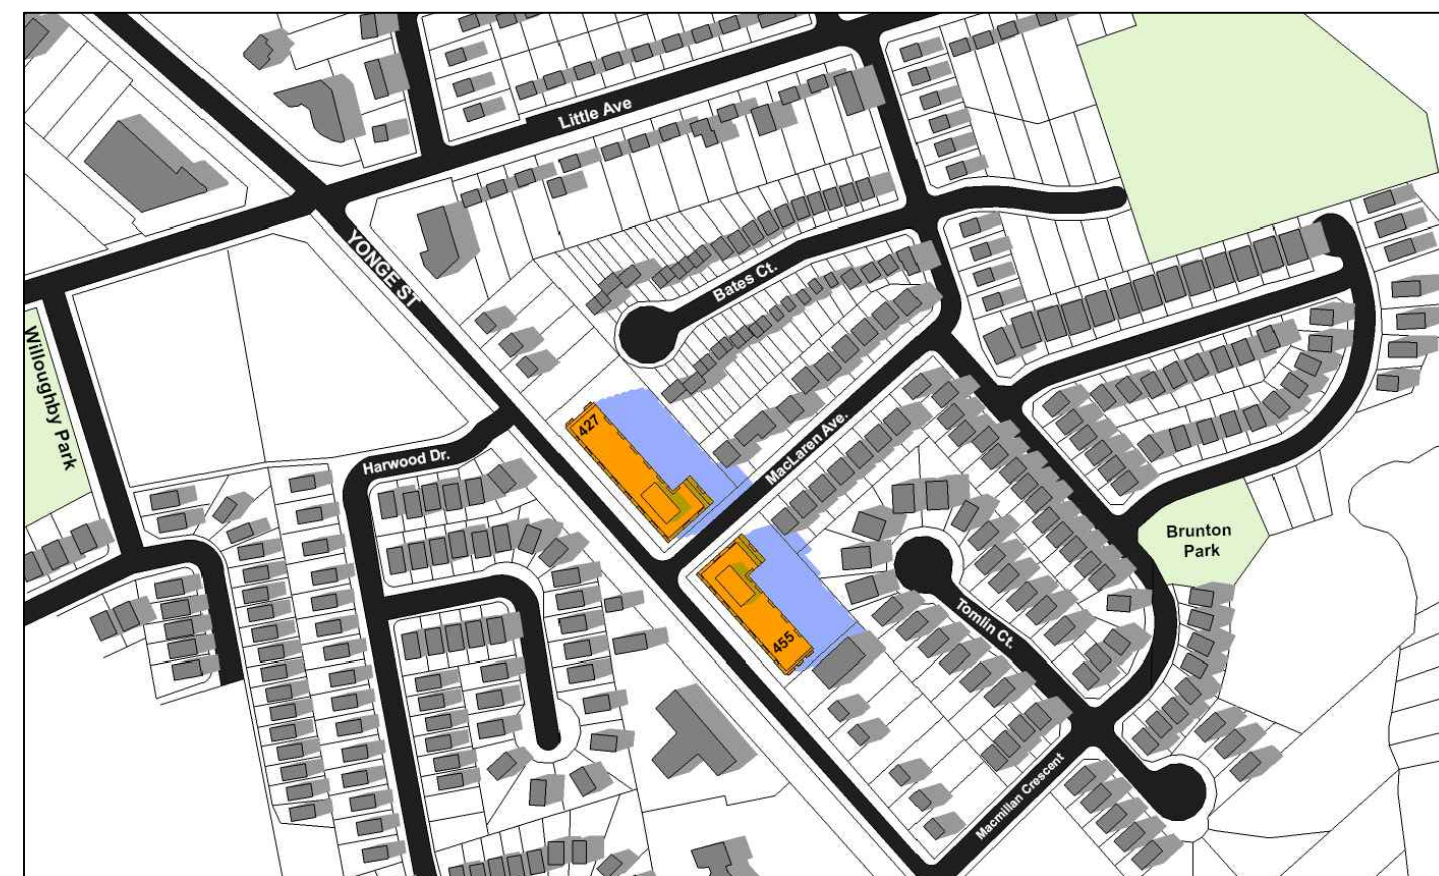 Little Ave
YONGE ST
Bates Ct.
Willoughby Park
427
MacLaren Ave.
Harwood Dr.
Brunton
Park
455
Tomlin Ct.
Macmillan Crescent